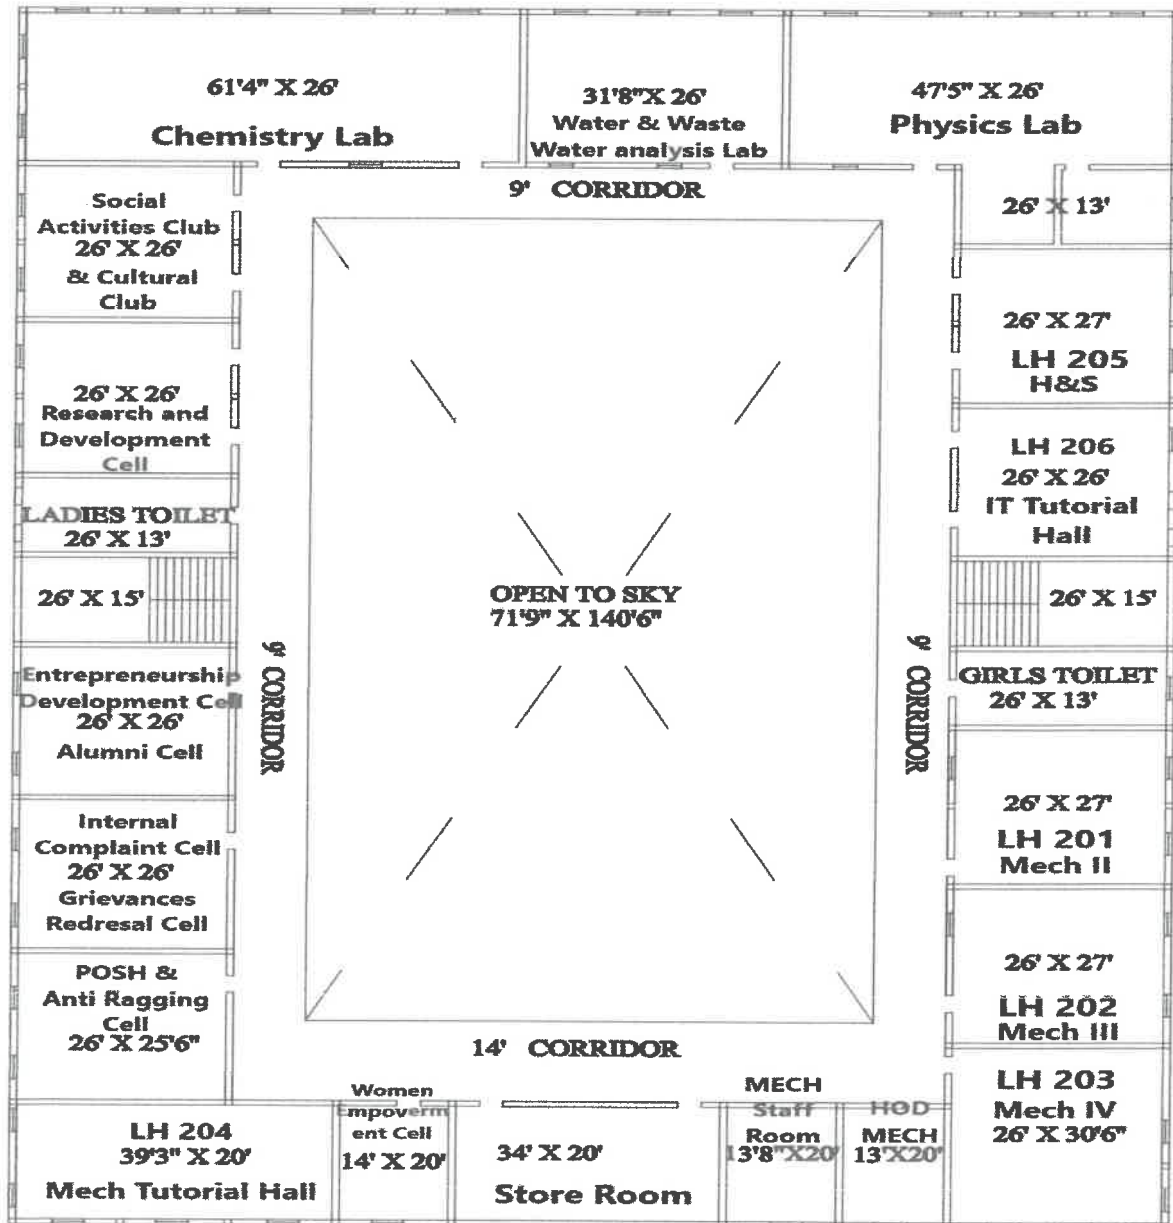 61'4" X 26'
Chemistry Lab
31'8"X 26'
Water & Waste
Water analysis Lab
47'5" X 26'
Physics Lab
9' CORRIDOR
Social
Activities Club
26' X 26'
& Cultural
Club
26' X 13'
26' X 27'
LH 205
H&S
26' X 26'
Research and
Development
Cell
LH 206
26' X 26'
IT Tutorial
Hall
LADIES TOILET
26' X 13'
26' X 15'
OPEN TO SKY
71'9" X 140'6"
26' X 15'
9' CORRIDOR
9' CORRIDOR
Entrepreneurship
Development Cell
26' X 26'
Alumni Cell
GIRLS TOILET
26' X 13'
Internal
Complaint Cell
26' X 26'
Grievances
Redresal Cell
26' X 27'
LH 201
Mech II
POSH &
Anti Ragging
Cell
26' X 25'6"
26' X 27'
LH 202
Mech III
14' CORRIDOR
LH 203
Mech IV
26' X 30'6"
LH 204
39'3" X 20'
Mech Tutorial Hall
Women
Empoverm
ent Cell
14' X 20'
34' X 20'
Store Room
MECH
Staff
Room
13'8"X20'
HOD
MECH
13'X20'